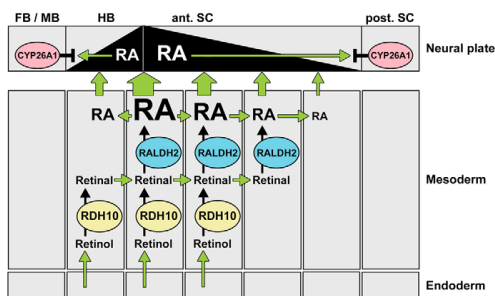 FB / MB HB ant. SC post. SC
CYP26A1 RA RA CYP26A1 Neural plate
RA RA RA RA RA
RALDH2 RALDH2 RALDH2
Retinal Retinal Retinal Retinal Mesoderm
RDH10 RDH10 RDH10
Retinol Retinol Retinol
Endoderm